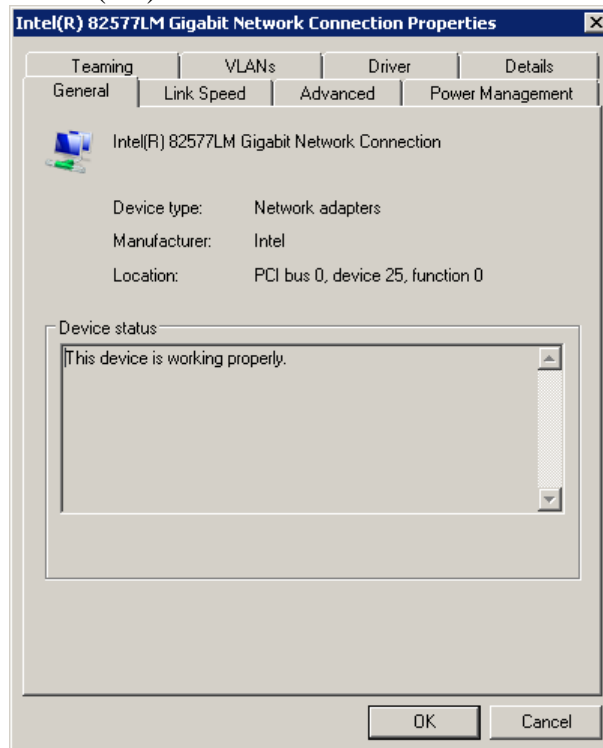 Intel(R) 82577LM Gigabit Network Connection Properties
Teaming VLANs Driver Details
General Link Speed Advanced Power Management
Intel(R) 82577LM Gigabit Network Connection
Device type: Network adapters
Manufacturer: Intel
Location: PCI bus 0, device 25, function 0
Device status
This device is working properly.
OK Cancel